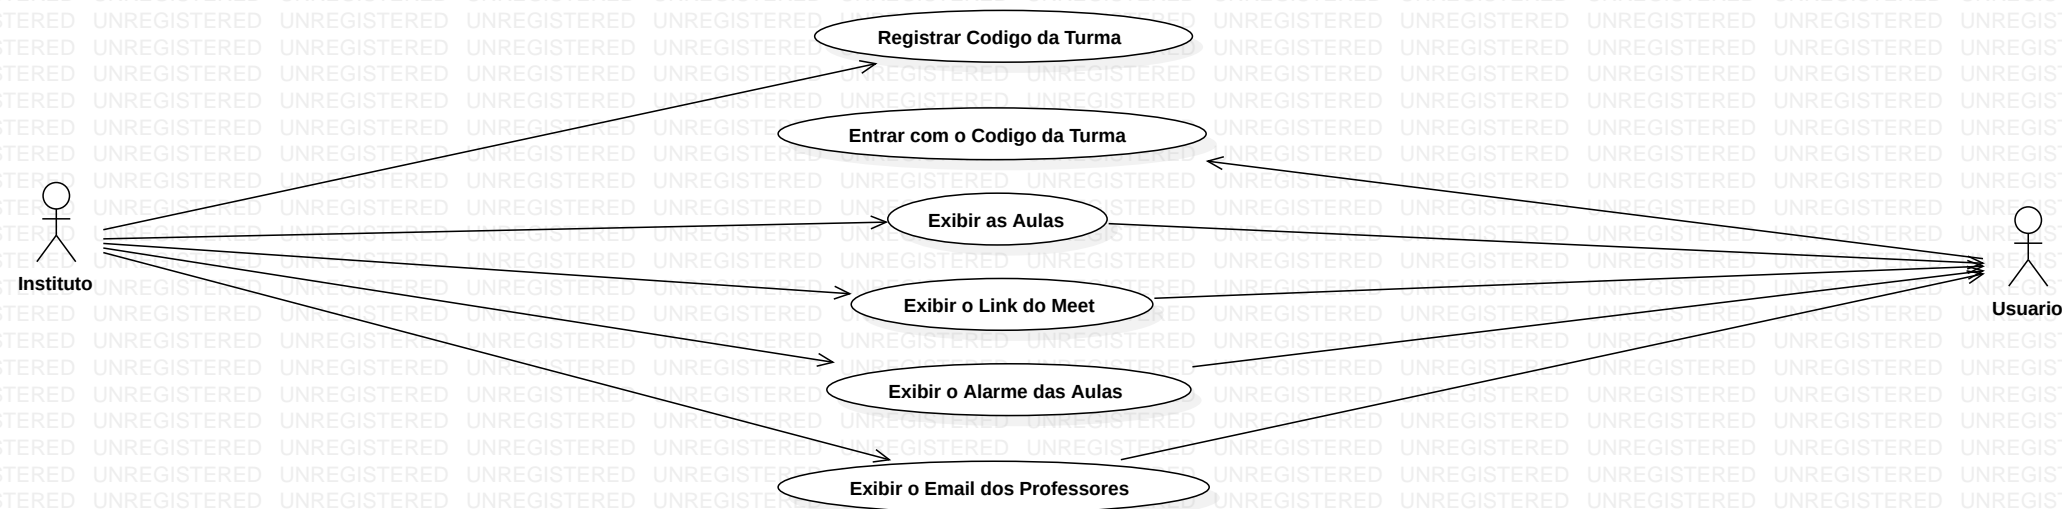 Registrar Codigo da Turma
Entrar com o Codigo da Turma
Exibir as Aulas
Instituto
Exibir o Link do Meet
Usuario
Exibir o Alarme das Aulas
Exibir o Email dos Professores
UNREGISTERED